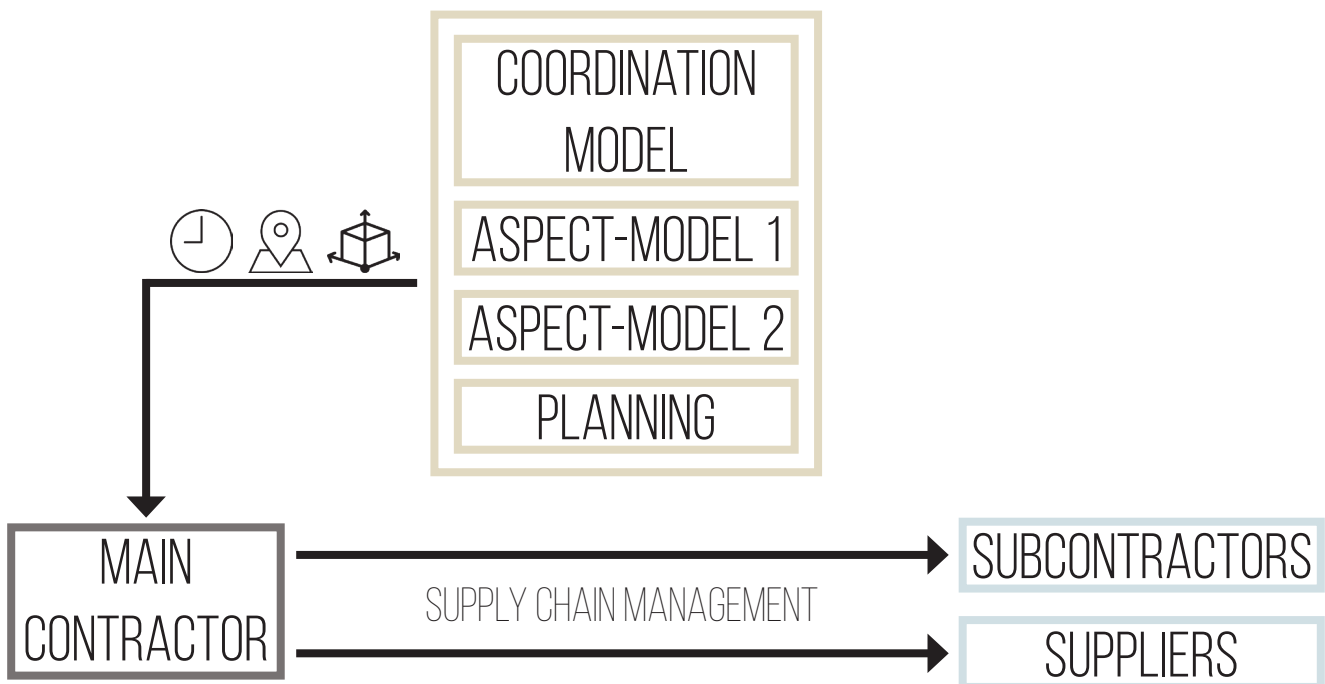 COORDINATION
MODEL
ASPECT-MODEL 1
ASPECT-MODEL 2
PLANNING
MAIN
CONTRACTOR
SUPPLY CHAIN MANAGEMENT
SUBCONTRACTORS
SUPPLIERS